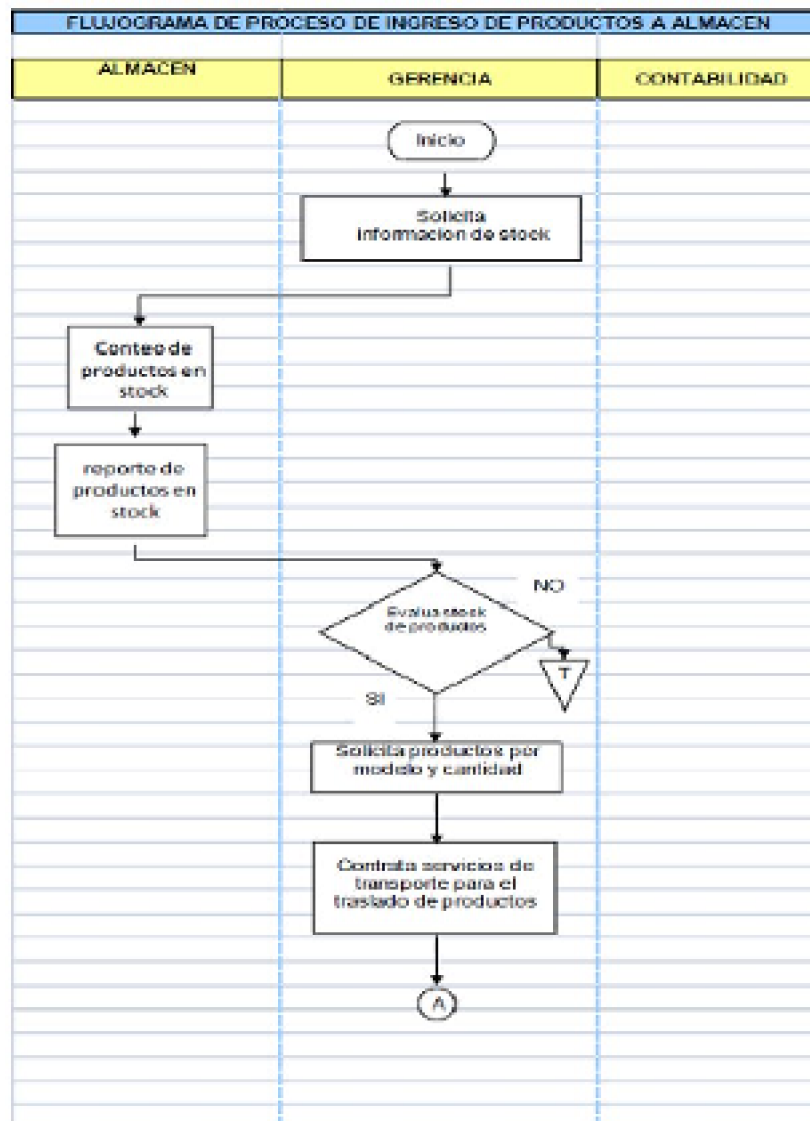 FLUJOGRAMA DE PROCESO DE INGRESO DE PRODUCTOS A ALMACEN
ALMACEN
GERENCIA
CONTABILIDAD
Inicio
Solicita
informacion de stock
Conteo de
productos en
stock
reporte de
productos en
stock
Evalua stock
de productos
NO
T
SI
Solicita productos por
modelo y cantidad
Contrata servicios de
transporte para el
traslado de productos
A